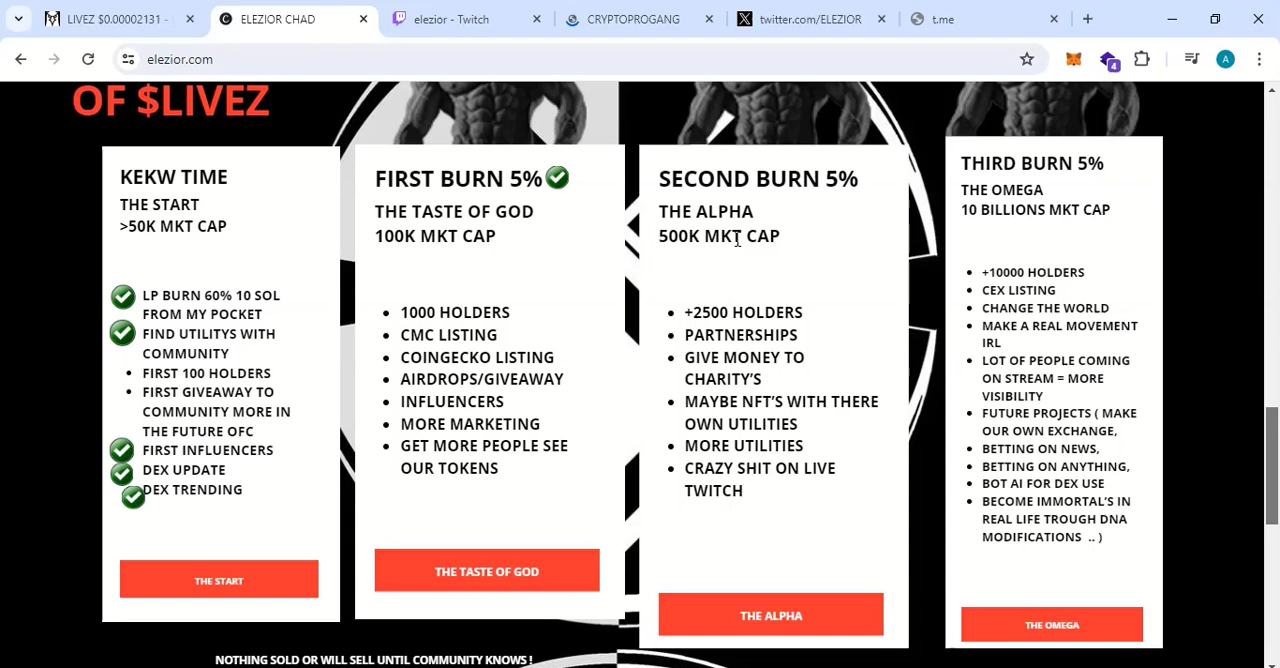 LIVEZ $0.00002131 -
ELEZIOR CHAD
elezior - Twitch
CRYPTOPROGANG
twitter.com/ELEZIOR
t.me
elezior.com
4
A
OF $LIVEZ
KEKW TIME
THE START
>50K MKT CAP
LP BURN 60% 10 SOL
FROM MY POCKET
FIND UTILITYS WITH
COMMUNITY
FIRST 100 HOLDERS
FIRST GIVEAWAY TO
COMMUNITY MORE IN
THE FUTURE OFC
FIRST INFLUENCERS
DEX UPDATE
DEX TRENDING
THE START
FIRST BURN 5%
THE TASTE OF GOD
100K MKT CAP
1000 HOLDERS
CMC LISTING
COINGECKO LISTING
AIRDROPS/GIVEAWAY
INFLUENCERS
MORE MARKETING
GET MORE PEOPLE SEE
OUR TOKENS
THE TASTE OF GOD
SECOND BURN 5%
THE ALPHA
500K MKT CAP
+2500 HOLDERS
PARTNERSHIPS
GIVE MONEY TO
CHARITY'S
MAYBE NFT'S WITH THERE
OWN UTILITIES
MORE UTILITIES
CRAZY SHIT ON LIVE
TWITCH
THE ALPHA
THIRD BURN 5%
THE OMEGA
10 BILLIONS MKT CAP
+10000 HOLDERS
CEX LISTING
CHANGE THE WORLD
MAKE A REAL MOVEMENT
IRL
LOT OF PEOPLE COMING
ON STREAM = MORE
VISIBILITY
FUTURE PROJECTS ( MAKE
OUR OWN EXCHANGE,
BETTING ON NEWS,
BETTING ON ANYTHING,
BOT AI FOR DEX USE
BECOME IMMORTAL'S IN
REAL LIFE TROUGH DNA
MODIFICATIONS .. )
THE OMEGA
NOTHING SOLD OR WILL SELL UNTIL COMMUNITY KNOWS !